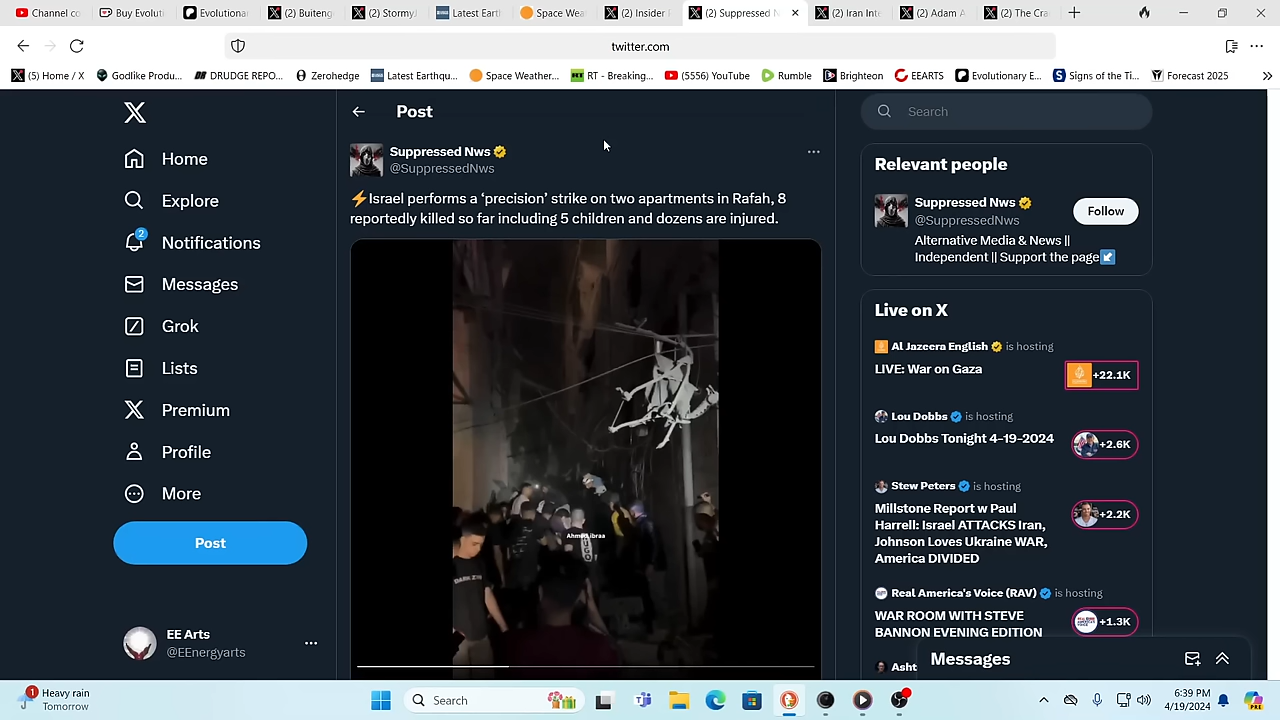 (2) Buiteng
(2) Stormy.
Latest Eart
Space Wea
(2) Insider
(2) Suppressed N
(2) Iran Int
(2) Adam A
(2) The Cra
Channel co
Buy Evoluti
Evolutiona
twitter.com
(5) Home / X
Godlike Produ...
DRUDGE REPO...
Zerohedge
Latest Earthqu...
Space Weather...
RT - Breaking...
(5556) YouTube
Rumble
Brighteon
EEARTS
Evolutionary E...
Signs of the Ti...
Forecast 2025
Home
Explore
2
Notifications
Messages
Grok
Lists
Premium
Profile
More
Post
EE Arts
@EEnergyarts
Post
Suppressed Nws
@SuppressedNws
⚡Israel performs a ‘precision’ strike on two apartments in Rafah, 8
reportedly killed so far including 5 children and dozens are injured.
Search
Relevant people
Suppressed Nws
@SuppressedNws
Follow
Alternative Media & News ||
Independent || Support the page↙
Live on X
Al Jazeera English is hosting
LIVE: War on Gaza
+22.1K
Lou Dobbs is hosting
Lou Dobbs Tonight 4-19-2024
+2.6K
Stew Peters is hosting
Millstone Report w Paul
Harrell: Israel ATTACKS Iran,
Johnson Loves Ukraine WAR,
America DIVIDED
+2.2K
Real America's Voice (RAV) is hosting
WAR ROOM WITH STEVE
BANNON EVENING EDITION
+1.3K
Asht
Messages
1
Heavy rain
Tomorrow
Search
6:39 PM
4/19/2024
PRE